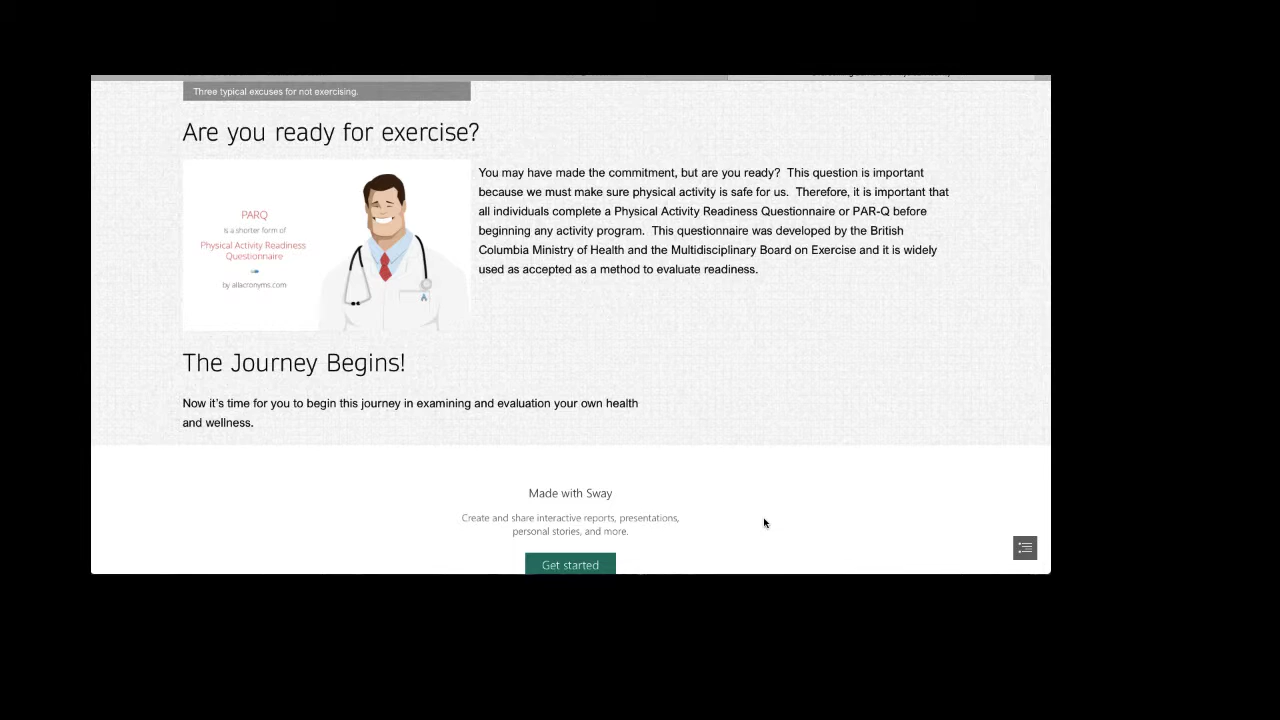 Three typical excuses for not exercising.
Are you ready for exercise?
PARQ
is a shorter form of
Physical Activity Readiness
Questionnaire
by allacronyms.com
You may have made the commitment, but are you ready?  This question is important
because we must make sure physical activity is safe for us.  Therefore, it is important that
all individuals complete a Physical Activity Readiness Questionnaire or PAR-Q before
beginning any activity program.  This questionnaire was developed by the British
Columbia Ministry of Health and the Multidisciplinary Board on Exercise and it is widely
used as accepted as a method to evaluate readiness.
The Journey Begins!
Now it's time for you to begin this journey in examining and evaluation your own health
and wellness.
Made with Sway
Create and share interactive reports, presentations,
personal stories, and more.
Get started